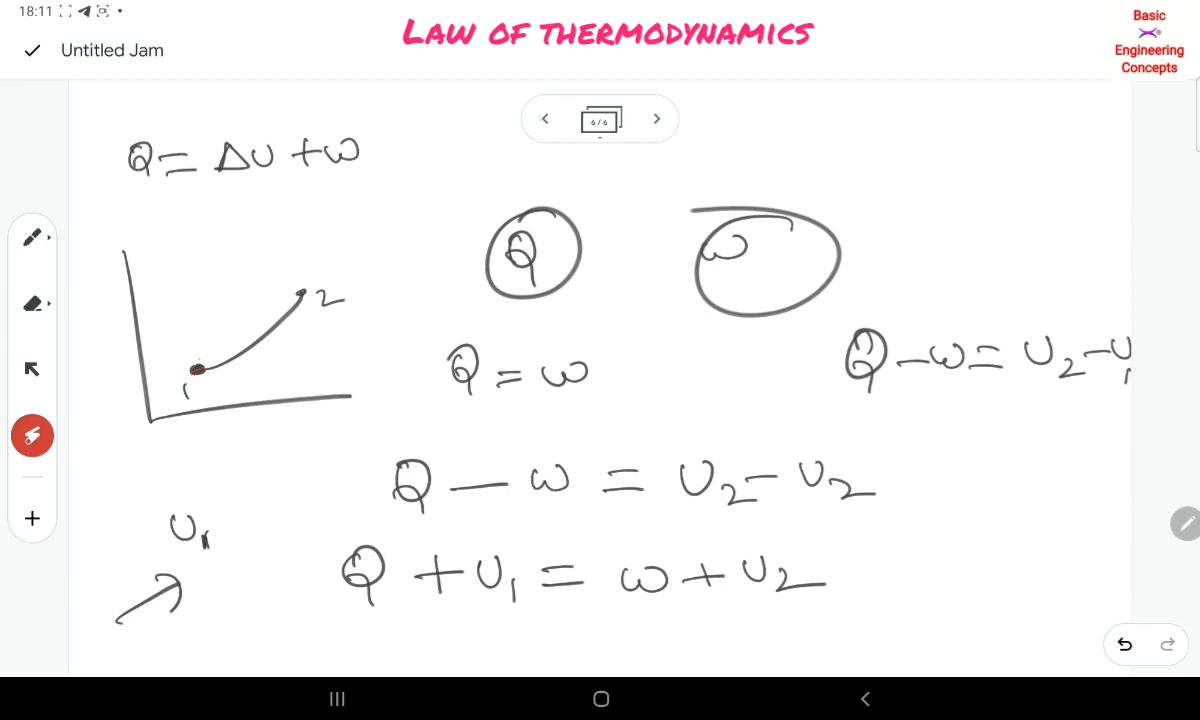 18:11
LAW OF THERMODYNAMICS
Basic
Engineering
Concepts
Untitled Jam
6 / 6
Q = ΔU + W
Q
W
2
1
Q = W
Q - W = U2 - U1
Q - W = U2 - U2
U1
Q + U1 = W + U2